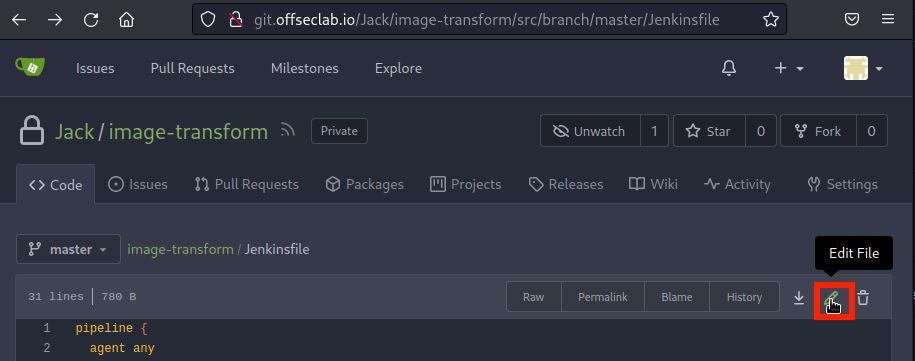 git.offseclab.io/Jack/image-transform/src/branch/master/Jenkinsfile
Issues Pull Requests Milestones Explore
Jack/image-transform Private Unwatch 1 Star 0 Fork 0
Code Issues Pull Requests Packages Projects Releases Wiki Activity Settings
master image-transform / Jenkinsfile
Edit File
31 lines 780 B Raw Permalink Blame History
1 pipeline {
2 agent any